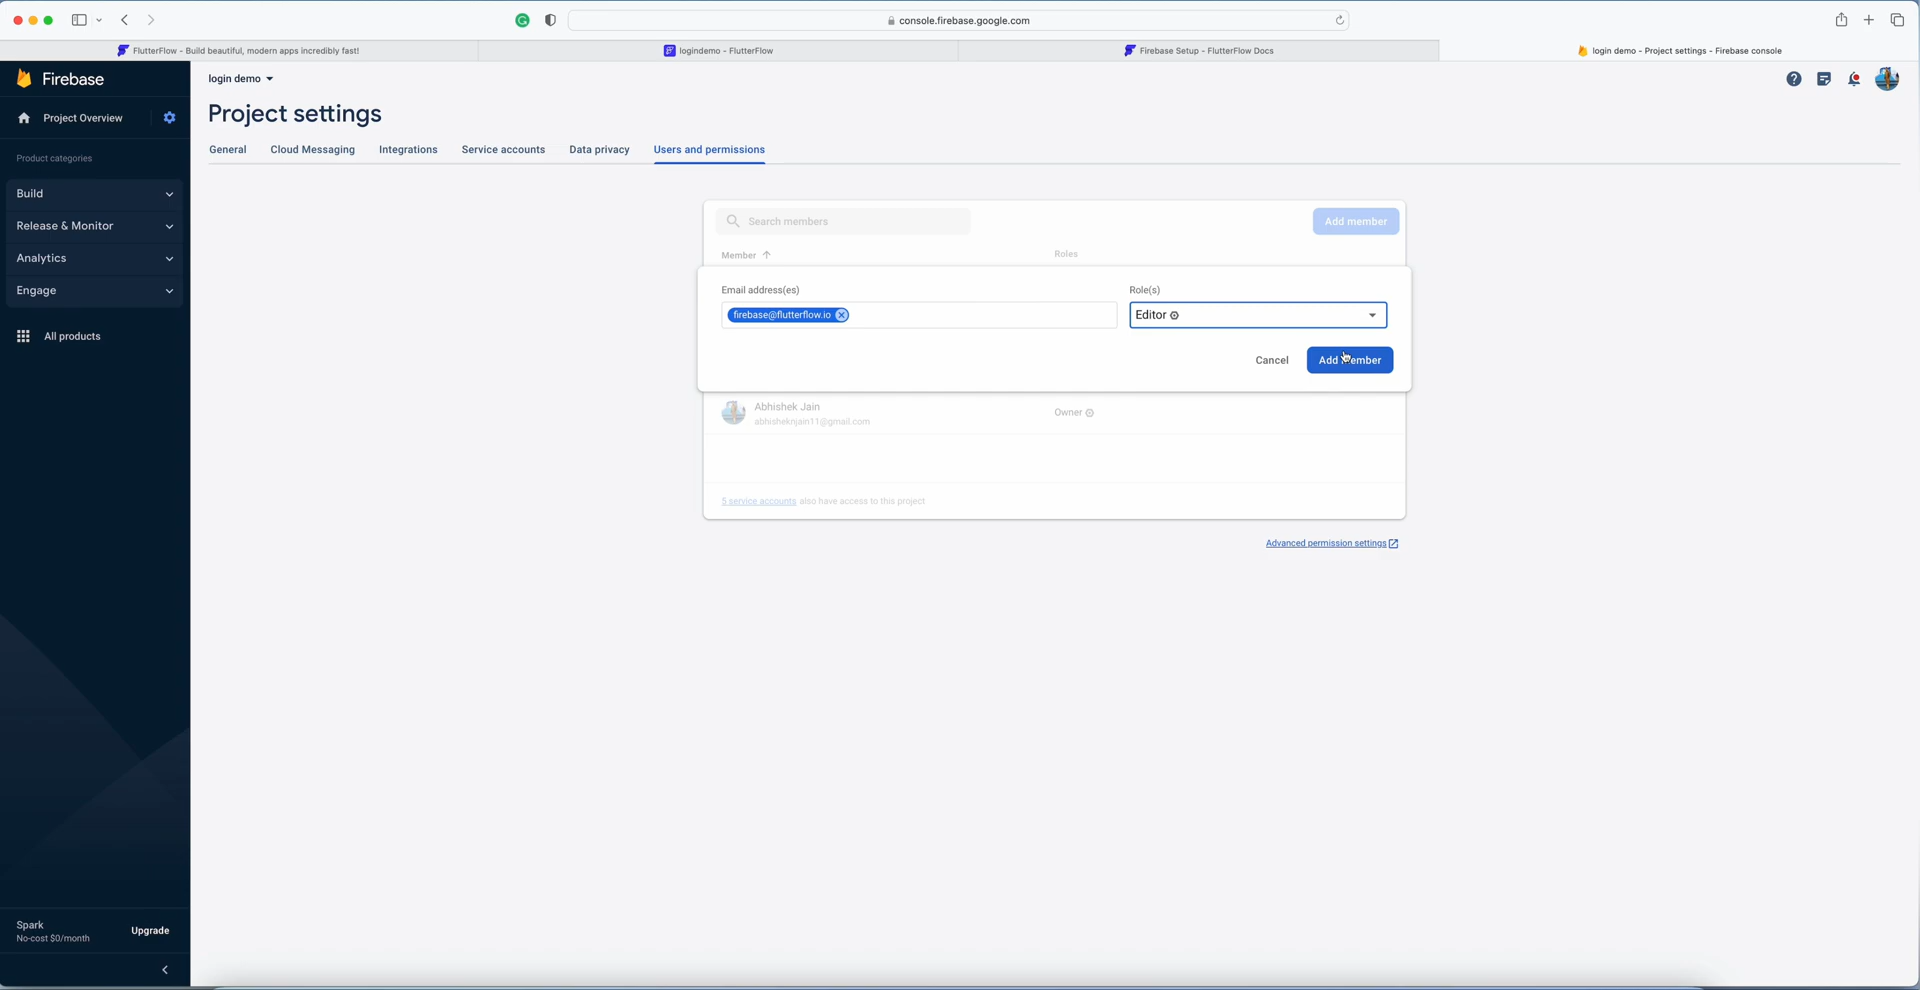 console.firebase.google.com
FlutterFlow - Build beautiful, modern apps incredibly fast!
logindemo - FlutterFlow
Firebase Setup - FlutterFlow Docs
login demo - Project settings - Firebase console
Firebase
login demo
Project Overview
Project settings
Product categories
General
Cloud Messaging
Integrations
Service accounts
Data privacy
Users and permissions
Build
Release & Monitor
Analytics
Engage
All products
Search members
Add member
Member
Roles
Email address(es)
Role(s)
firebase@flutterflow.io
Editor
Cancel
Add Member
Abhishek Jain
abhisheknjain11@gmail.com
Owner
5 service accounts also have access to this project
Advanced permission settings
Spark
No-cost $0/month
Upgrade